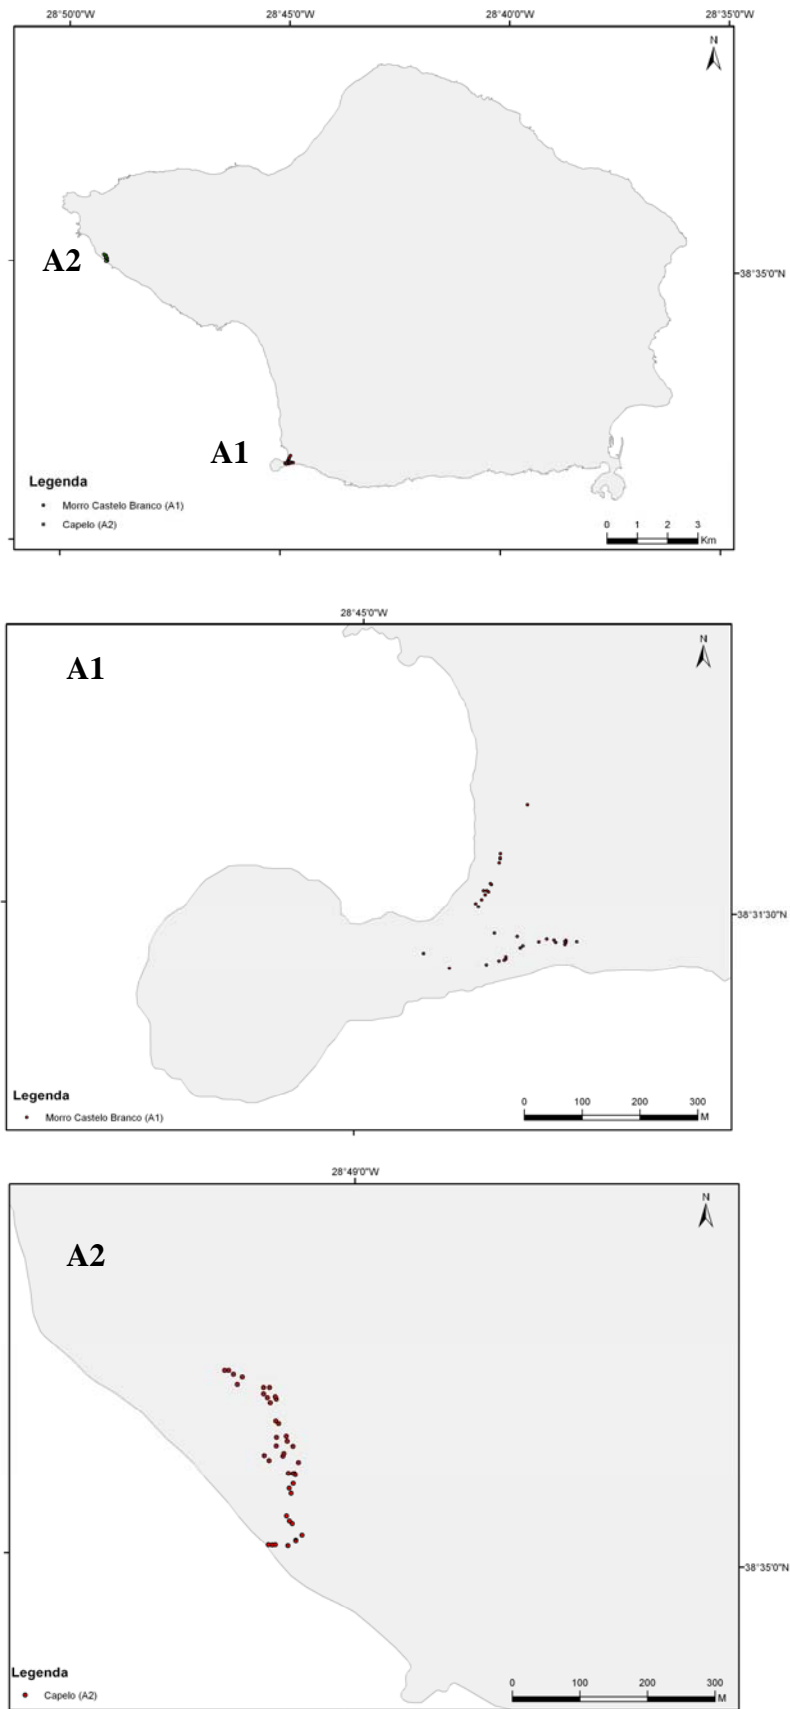 28°50'0"W 28°45'0"W 28°40'0"W 28°35'0"W
N
A2
38°35'0"N
A1
Legenda
Morro Castelo Branco (A1)
Capelo (A2)
0 1 2 3
Km
28°45'0"W
A1
N
38°31'30"N
Legenda
Morro Castelo Branco (A1)
0 100 200 300
M
28°49'0"W
A2
N
38°35'0"N
Legenda
Capelo (A2)
0 100 200 300
M